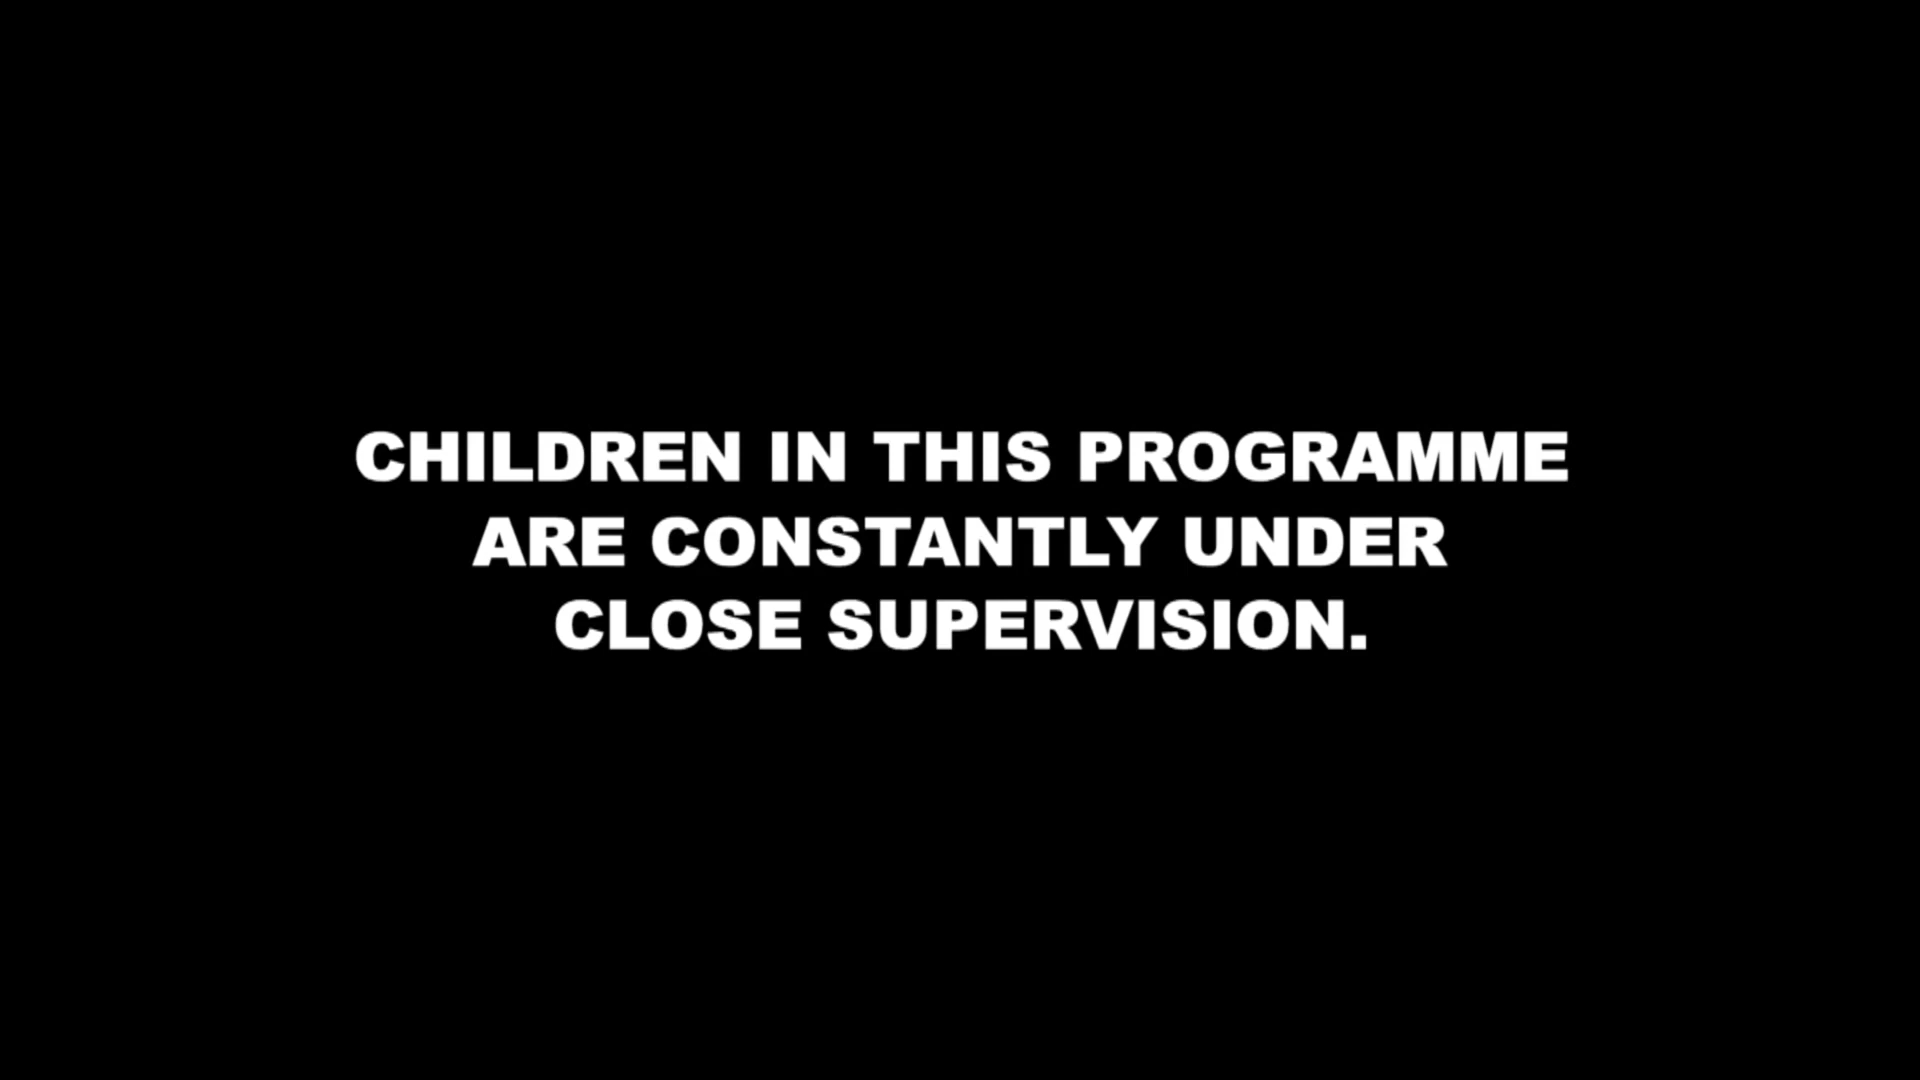 CHILDREN IN THIS PROGRAMME
ARE CONSTANTLY UNDER
CLOSE SUPERVISION.